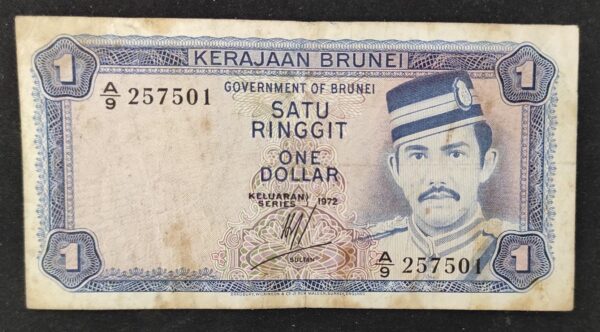 1
KERAJAAN BRUNEI
1
A/9 257501
GOVERNMENT OF BRUNEI
SATU
RINGGIT
ONE
DOLLAR
KELUARAN
SERIES 1972
SULTAN
1
A/9 257501
1